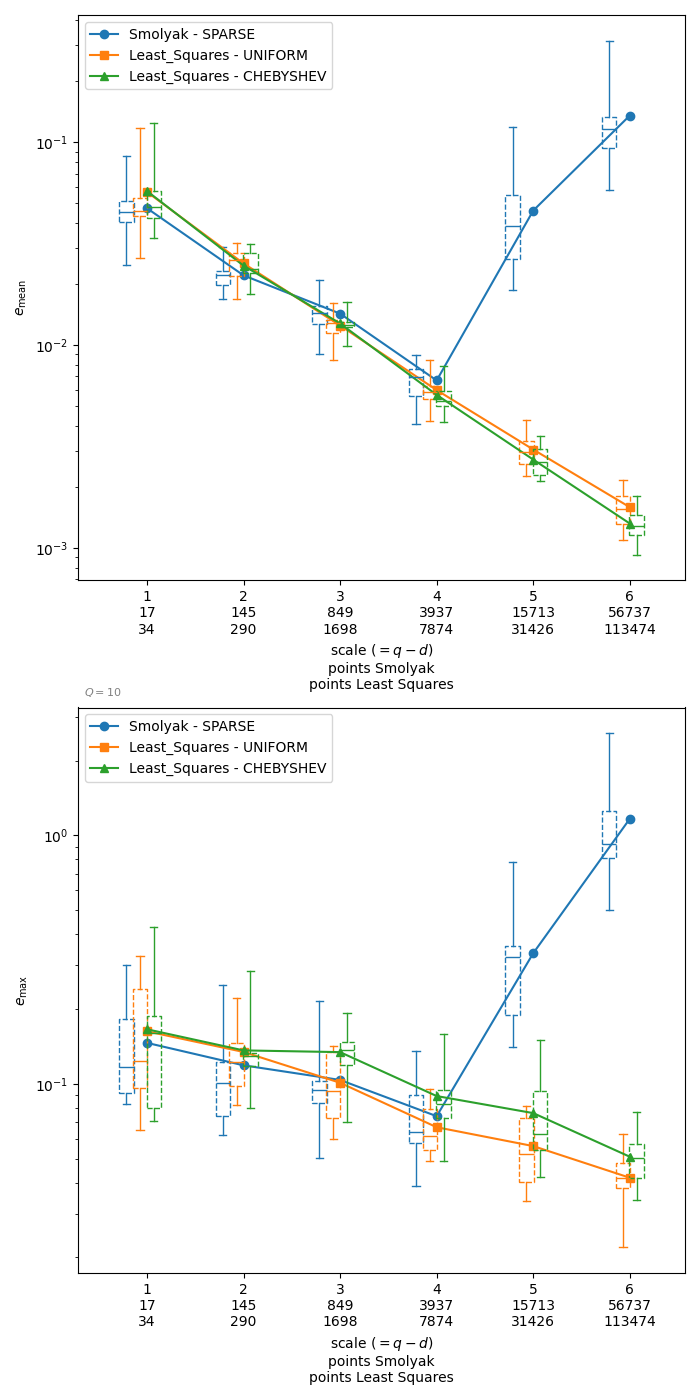 Smolyak - SPARSE
Least_Squares - UNIFORM
Least_Squares - CHEBYSHEV
10⁻¹
10⁻²
10⁻³
e_mean
1 2 3 4 5 6
17 145 849 3937 15713 56737
34 290 1698 7874 31426 113474
scale (= q − d)
points Smolyak
points Least Squares
Q = 10
Smolyak - SPARSE
Least_Squares - UNIFORM
Least_Squares - CHEBYSHEV
10⁰
10⁻¹
e_max
1 2 3 4 5 6
17 145 849 3937 15713 56737
34 290 1698 7874 31426 113474
scale (= q − d)
points Smolyak
points Least Squares